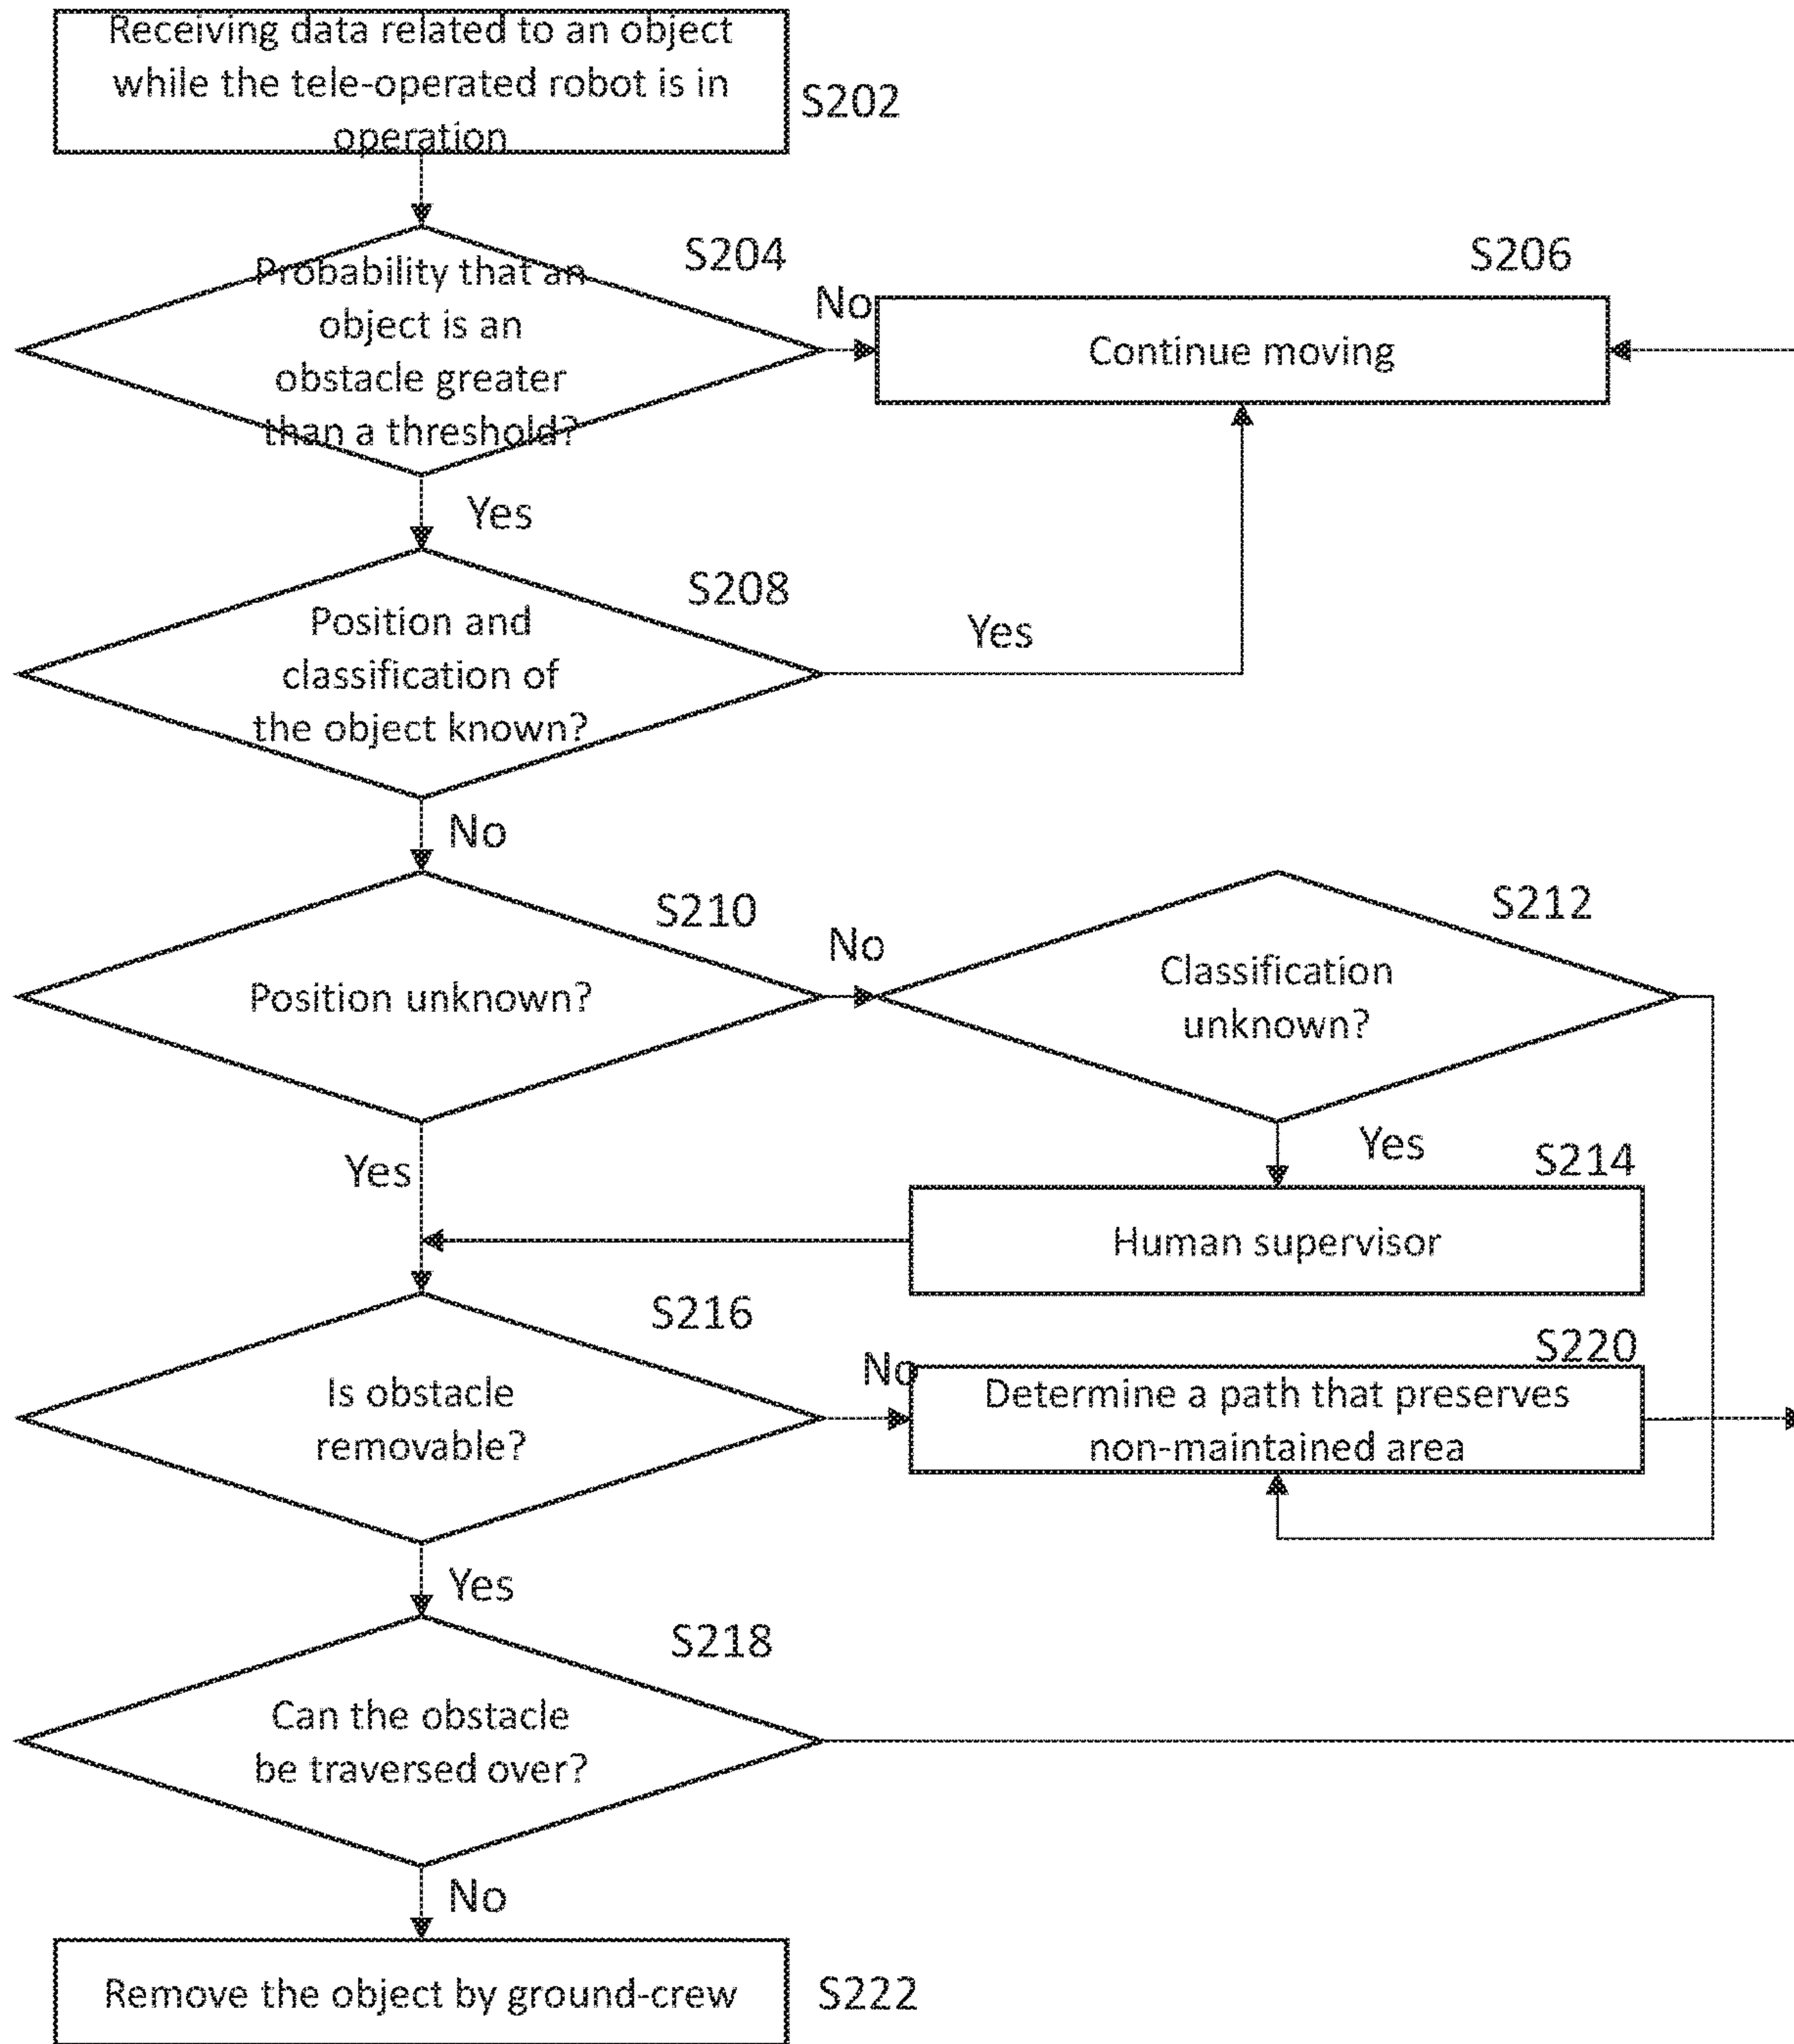 Receiving data related to an object
while the tele-operated robot is in
operation
S202
Probability that an
object is an
obstacle greater
than a threshold?
S204
No
S206
Continue moving
Yes
Position and
classification of
the object known?
S208
Yes
No
Position unknown?
S210
No
Classification
unknown?
S212
Yes
Yes
S214
Human supervisor
Is obstacle
removable?
S216
No
S220
Determine a path that preserves
non-maintained area
Yes
Can the obstacle
be traversed over?
S218
No
Remove the object by ground-crew
S222